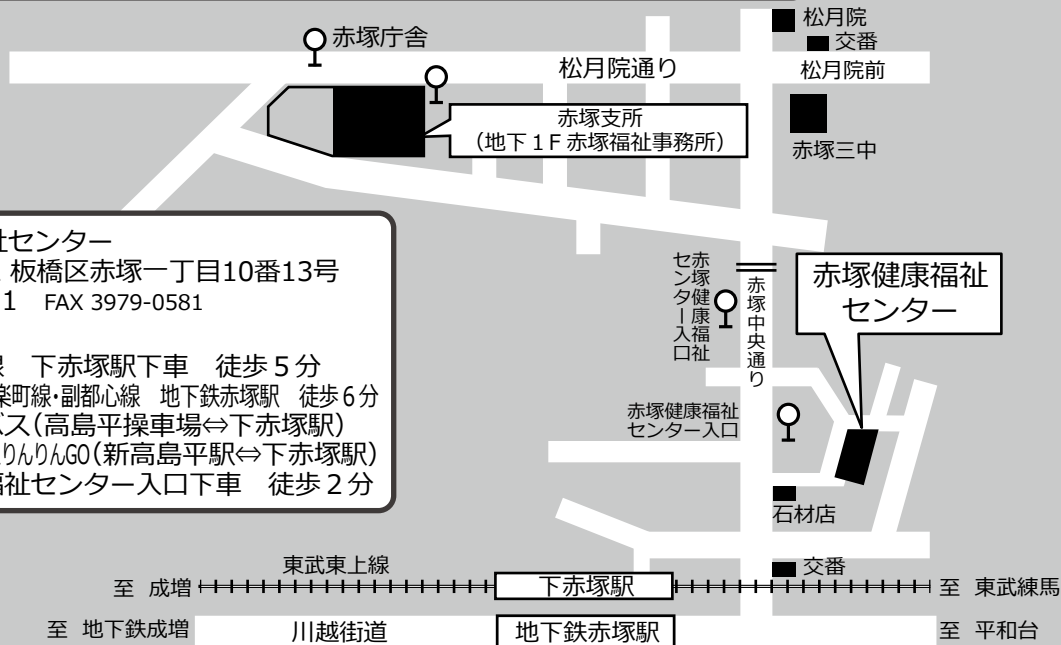 松月院
交番
赤塚庁舎
松月院通り
松月院前
赤塚支所
(地下1F赤塚福祉事務所)
赤塚三中
祉センター
板橋区赤塚一丁目10番13号
1 FAX 3979-0581
下赤塚駅下車 徒歩5分
楽町線・副都心線 地下鉄赤塚駅 徒歩6分
バス(高島平操車場⇔下赤塚駅)
りんりんGO(新高島平駅⇔下赤塚駅)
福祉センター入口下車 徒歩2分
赤塚健康福祉
センター入口
赤塚中央通り
赤塚健康福祉
センター
赤塚健康福祉
センター入口
石材店
交番
東武東上線
至 成増
下赤塚駅
至 東武練馬
至 地下鉄成増
川越街道
地下鉄赤塚駅
至 平和台